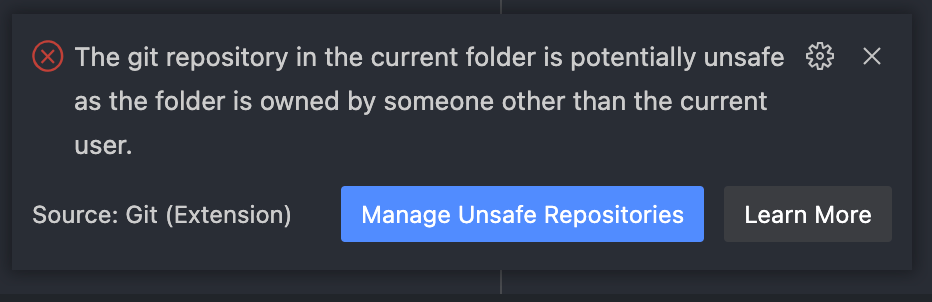 The git repository in the current folder is potentially unsafe
as the folder is owned by someone other than the current
user.
Source: Git (Extension)
Manage Unsafe Repositories
Learn More